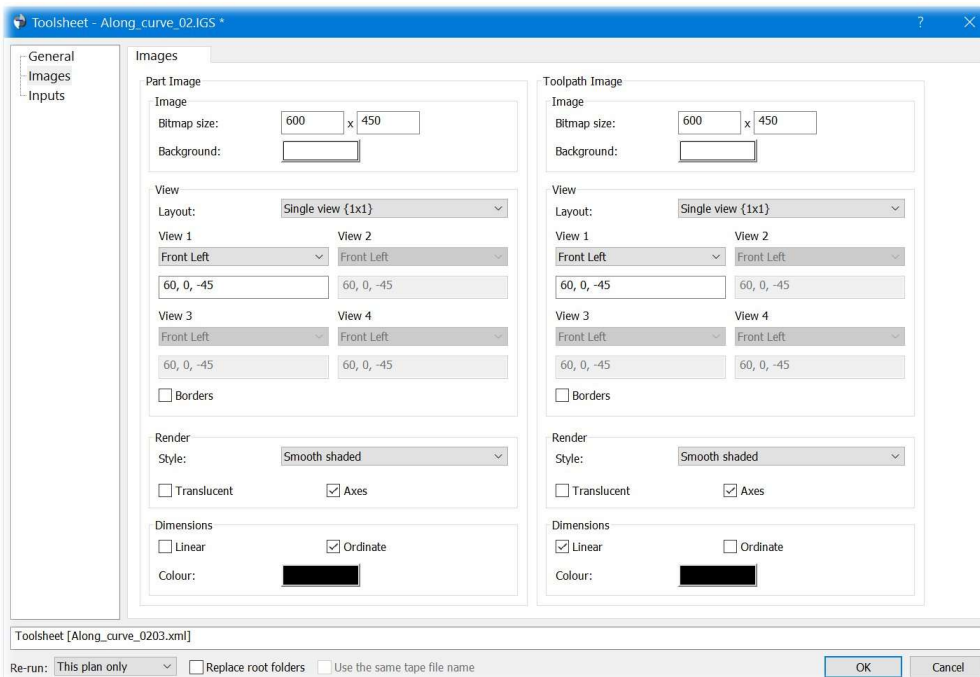 Toolsheet - Along_curve_02.IGS *
General
Images
Inputs
Images
Part Image
Image
Bitmap size: 600 x 450
Background:
View
Layout: Single view {1x1}
View 1 View 2
Front Left Front Left
60, 0, -45 60, 0, -45
View 3 View 4
Front Left Front Left
60, 0, -45 60, 0, -45
Borders
Render
Style: Smooth shaded
Translucent Axes
Dimensions
Linear Ordinate
Colour:
Toolpath Image
Image
Bitmap size: 600 x 450
Background:
View
Layout: Single view {1x1}
View 1 View 2
Front Left Front Left
60, 0, -45 60, 0, -45
View 3 View 4
Front Left Front Left
60, 0, -45 60, 0, -45
Borders
Render
Style: Smooth shaded
Translucent Axes
Dimensions
Linear Ordinate
Colour:
Toolsheet [Along_curve_0203.xml]
Re-run: This plan only Replace root folders Use the same tape file name OK Cancel